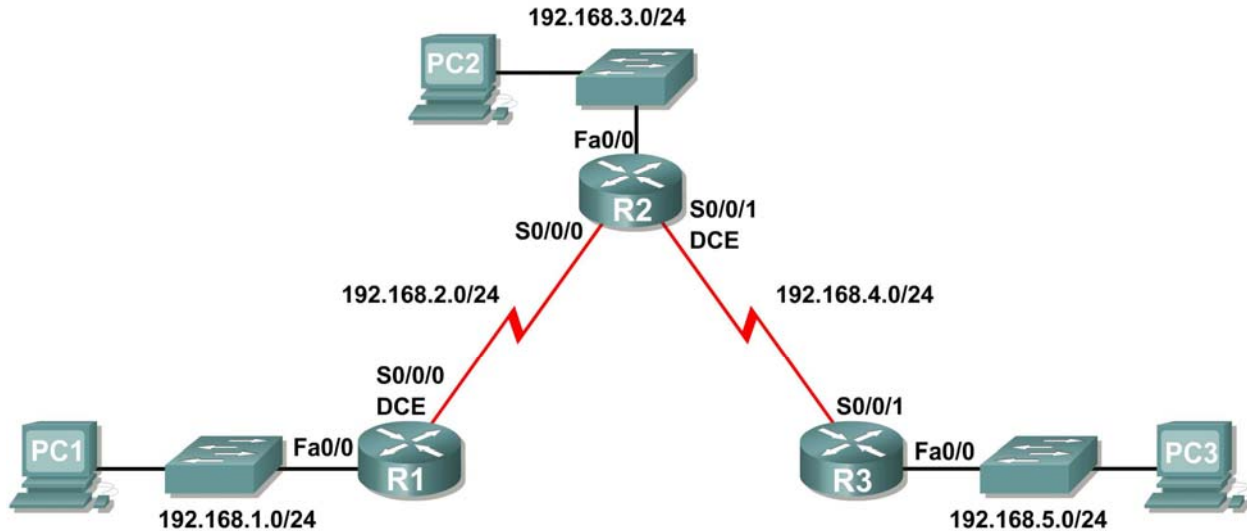 192.168.3.0/24
PC2
Fa0/0
R2
S0/0/0
S0/0/1
DCE
192.168.2.0/24
192.168.4.0/24
S0/0/0
DCE
S0/0/1
PC1
Fa0/0
R1
R3
Fa0/0
PC3
192.168.1.0/24
192.168.5.0/24